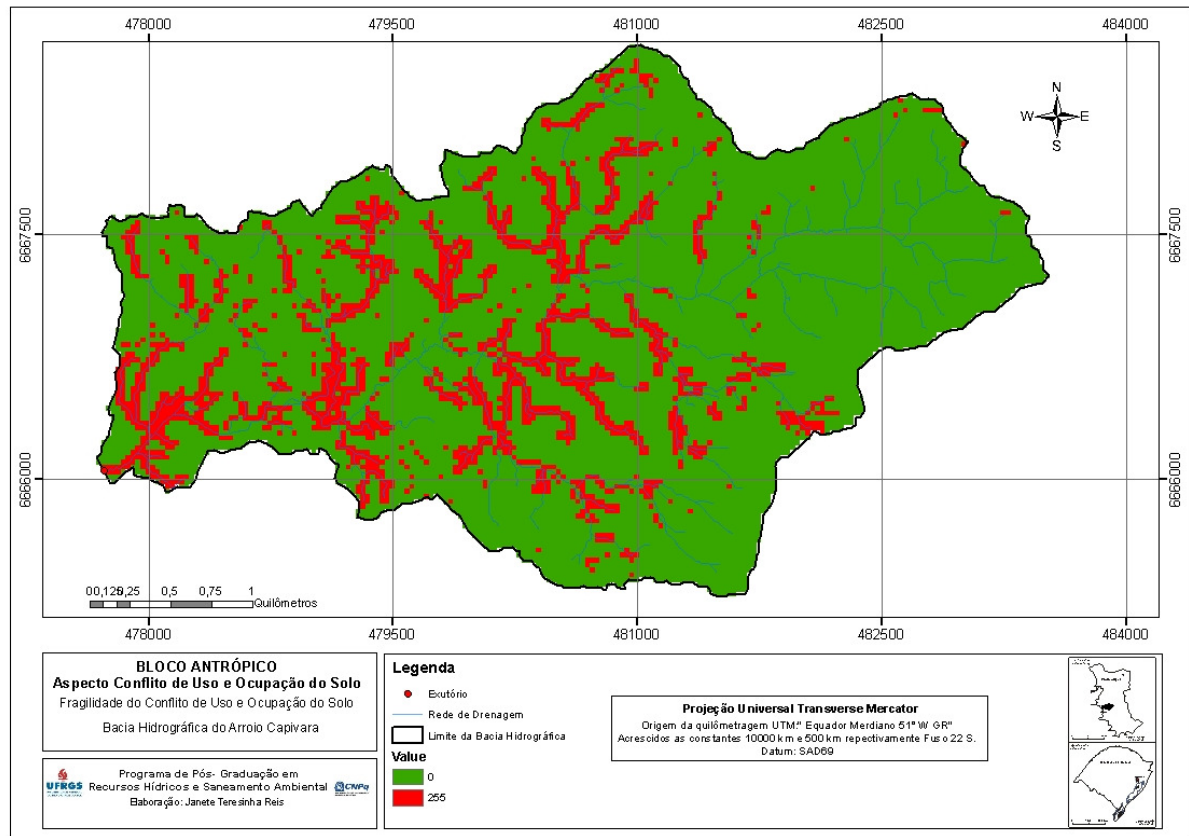 478000 479500 481000 482500 484000
N
W E
S
6667500 6667500
6666000 6666000
00,1250,25 0,5 0,75 1
Quilômetros
478000 479500 481000 482500 484000
BLOCO ANTRÓPICO
Aspecto Conflito de Uso e Ocupação do Solo
Fragilidade do Conflito de Uso e Ocupação do Solo
Bacia Hidrográfica do Arroio Capivara
UFRGS
Programa de Pós- Graduação em
Recursos Hídricos e Saneamento Ambiental
CNPq
Elaboração: Janete Teresinha Reis
Legenda
Exutório
Rede de Drenagem
Limite da Bacia Hidrográfica
Value
0
255
Projeção Universal Transverse Mercator
Origem da quilômetragem UTM:" Equador Merdiano 51° W. GR"
Acrescidos as constantes 10000 km e 500 km repectivamente Fuso 22 S.
Datum: SAD69